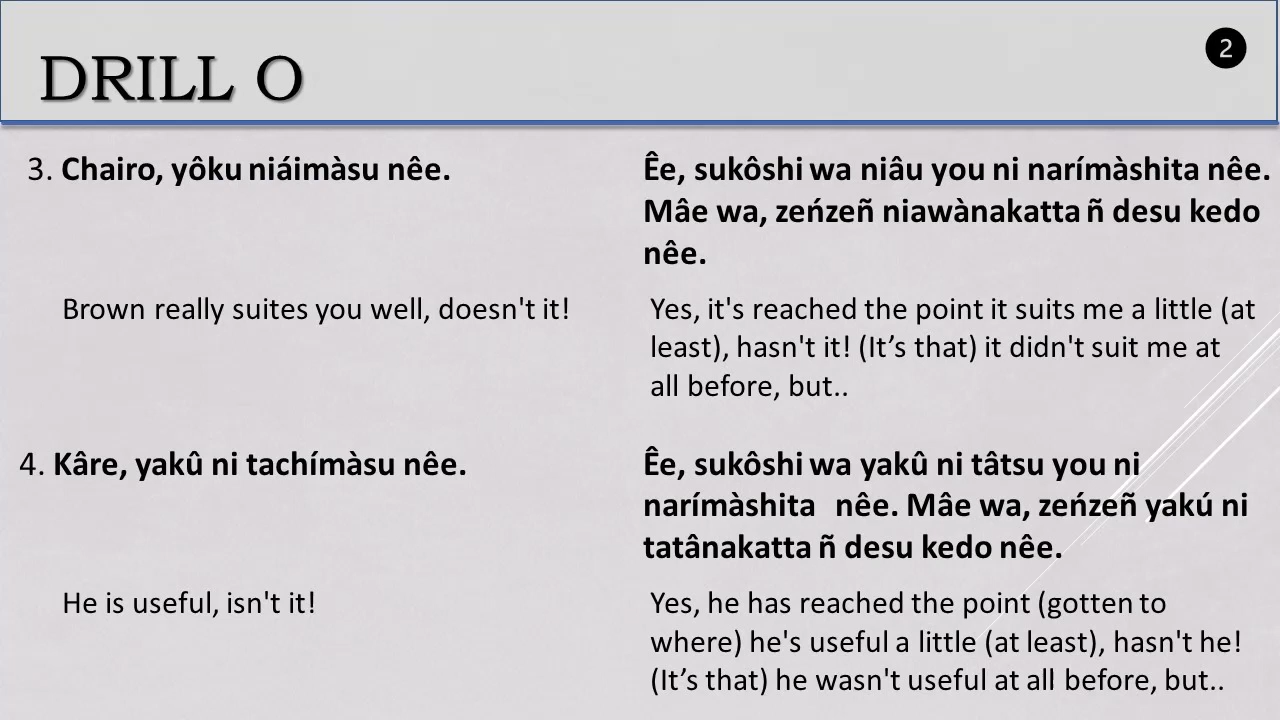 DRILL O
2
3. Chairo, yôku niáimàsu nêe.
Êe, sukôshi wa niâu you ni narímàshita nêe.
Mâe wa, zeńzeñ niawànakatta ñ desu kedo
nêe.
Brown really suites you well, doesn't it!
Yes, it's reached the point it suits me a little (at
least), hasn't it! (It’s that) it didn't suit me at
all before, but..
4. Kâre, yakû ni tachímàsu nêe.
Êe, sukôshi wa yakû ni tâtsu you ni
narímàshita nêe. Mâe wa, zeńzeñ yakú ni
tatânakatta ñ desu kedo nêe.
He is useful, isn't it!
Yes, he has reached the point (gotten to
where) he's useful a little (at least), hasn't he!
(It’s that) he wasn't useful at all before, but..